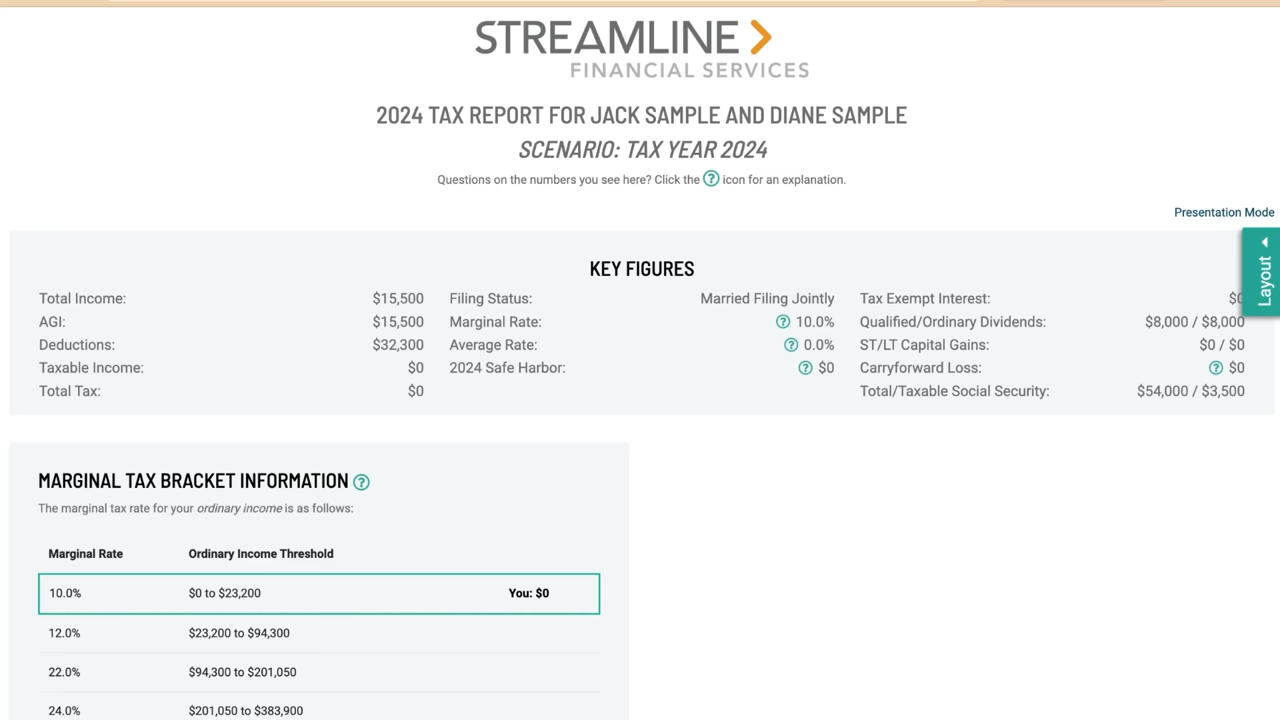 STREAMLINE
FINANCIAL SERVICES
2024 TAX REPORT FOR JACK SAMPLE AND DIANE SAMPLE
SCENARIO: TAX YEAR 2024
Questions on the numbers you see here? Click the ? icon for an explanation.
Presentation Mode
Layout
KEY FIGURES
Total Income: $15,500
AGI: $15,500
Deductions: $32,300
Taxable Income: $0
Total Tax: $0
Filing Status: Married Filing Jointly
Marginal Rate: ? 10.0%
Average Rate: ? 0.0%
2024 Safe Harbor: ? $0
Tax Exempt Interest: $0
Qualified/Ordinary Dividends: $8,000 / $8,000
ST/LT Capital Gains: $0 / $0
Carryforward Loss: ? $0
Total/Taxable Social Security: $54,000 / $3,500
MARGINAL TAX BRACKET INFORMATION ?
The marginal tax rate for your ordinary income is as follows:
Marginal Rate Ordinary Income Threshold
10.0% $0 to $23,200 You: $0
12.0% $23,200 to $94,300
22.0% $94,300 to $201,050
24.0% $201,050 to $383,900